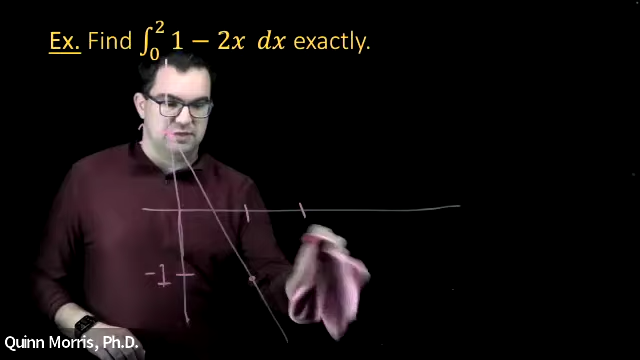 Ex. Find ∫₀² 1 − 2x dx exactly.
-1
Quinn Morris, Ph.D.